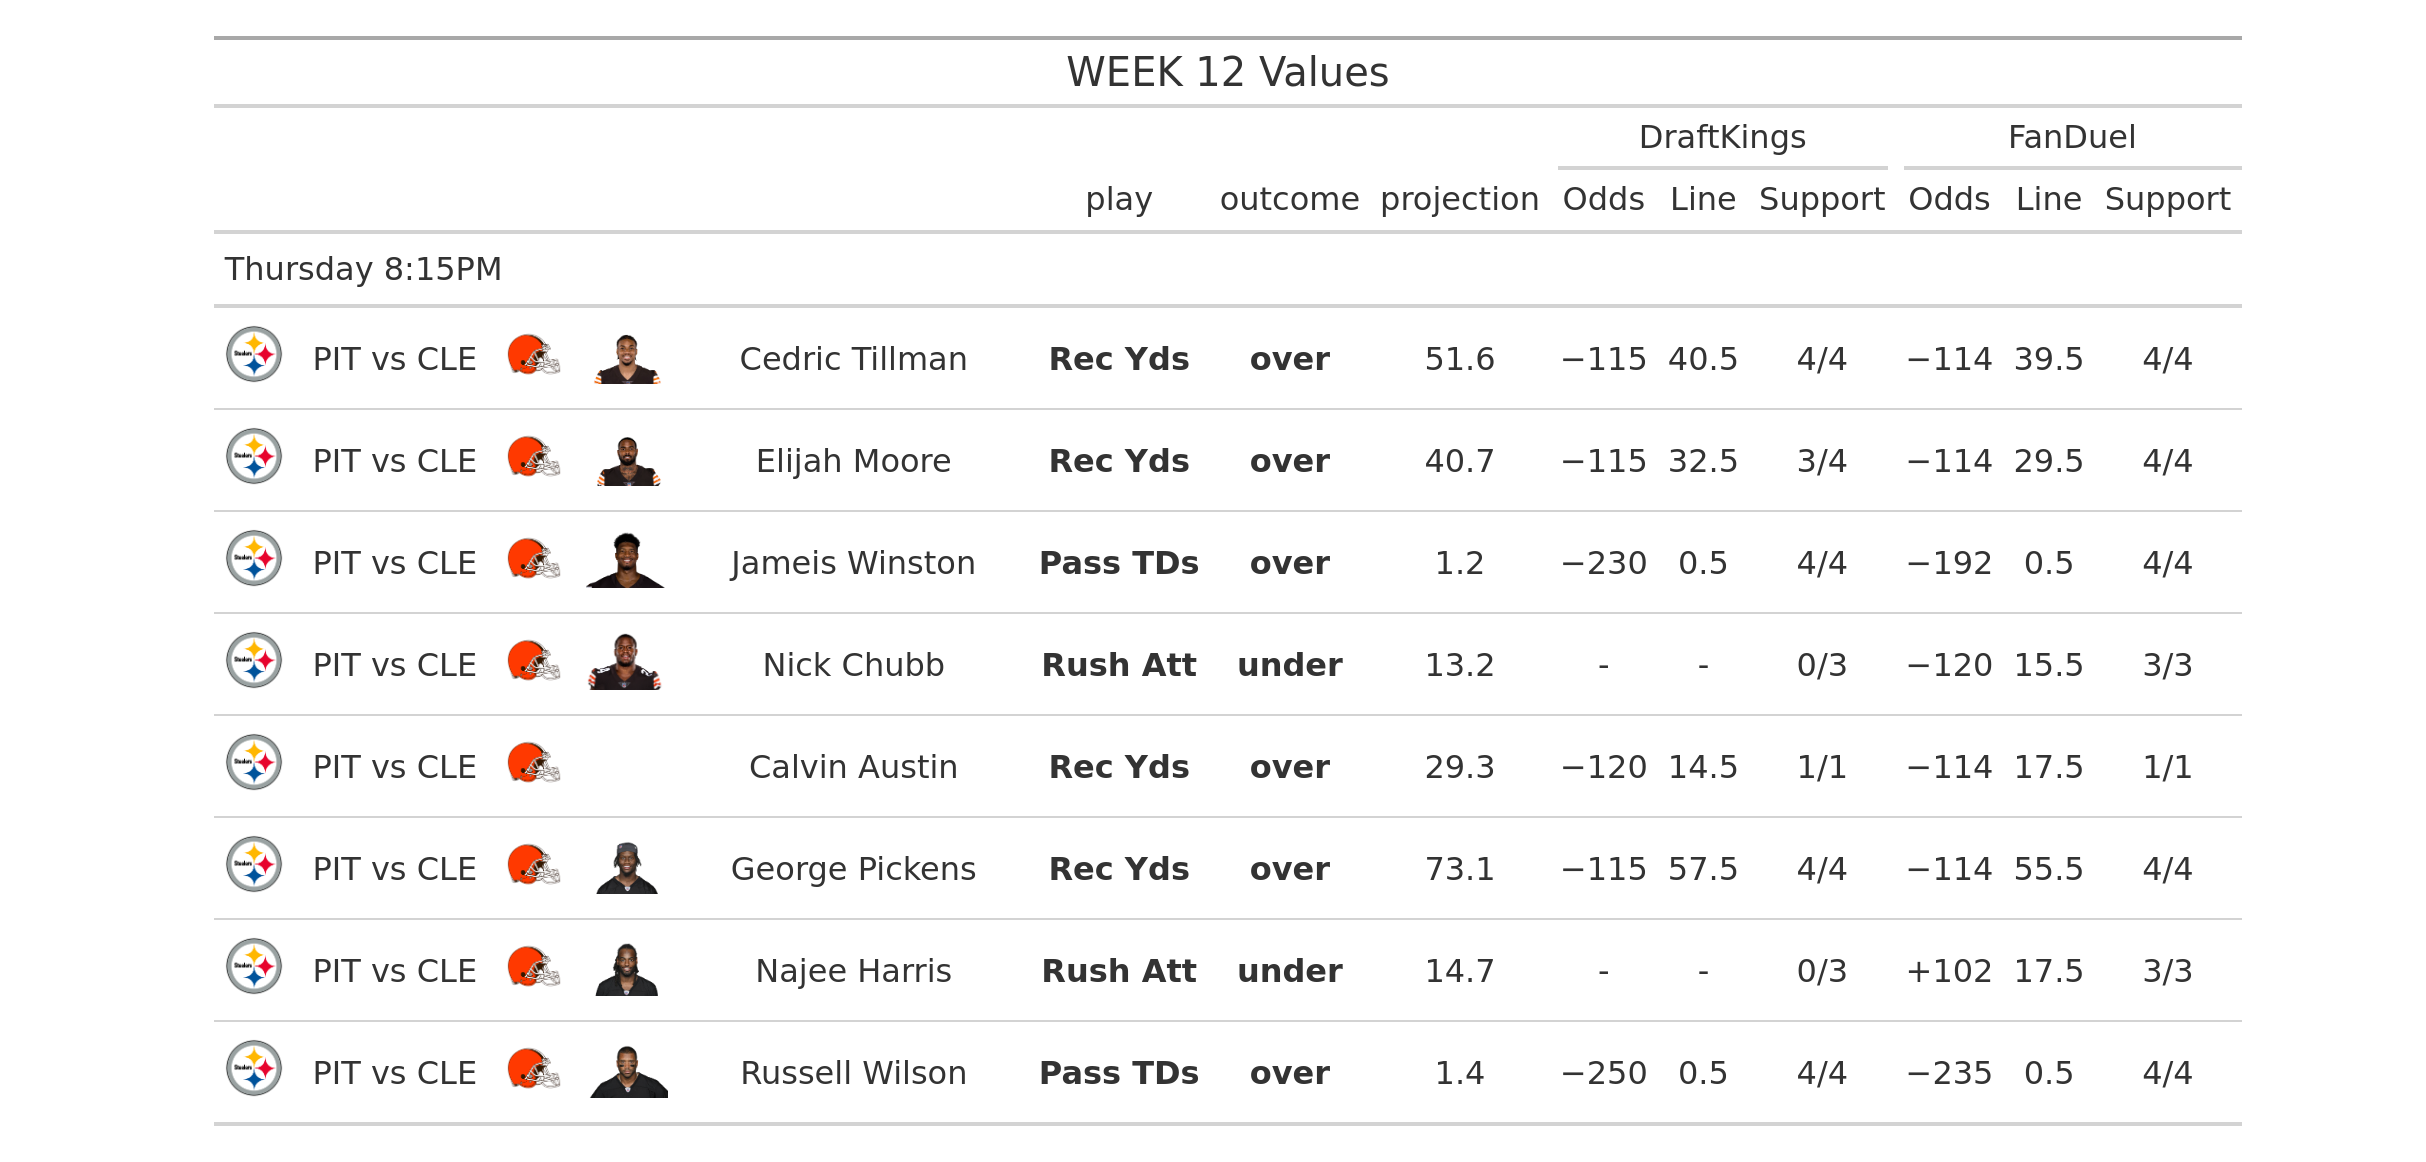 WEEK 12 Values
DraftKings FanDuel
play outcome projection Odds Line Support Odds Line Support
Thursday 8:15PM
Steelers PIT vs CLE Cedric Tillman Rec Yds over 51.6 −115 40.5 4/4 −114 39.5 4/4
Steelers PIT vs CLE Elijah Moore Rec Yds over 40.7 −115 32.5 3/4 −114 29.5 4/4
Steelers PIT vs CLE Jameis Winston Pass TDs over 1.2 −230 0.5 4/4 −192 0.5 4/4
Steelers PIT vs CLE Nick Chubb Rush Att under 13.2 - - 0/3 −120 15.5 3/3
Steelers PIT vs CLE Calvin Austin Rec Yds over 29.3 −120 14.5 1/1 −114 17.5 1/1
Steelers PIT vs CLE George Pickens Rec Yds over 73.1 −115 57.5 4/4 −114 55.5 4/4
Steelers PIT vs CLE Najee Harris Rush Att under 14.7 - - 0/3 +102 17.5 3/3
Steelers PIT vs CLE Russell Wilson Pass TDs over 1.4 −250 0.5 4/4 −235 0.5 4/4